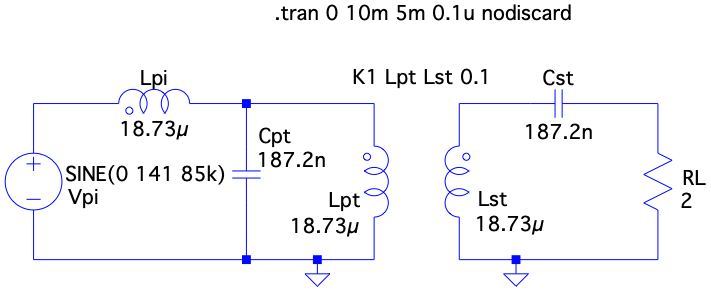 .tran 0 10m 5m 0.1u nodiscard
Lpi
18.73µ
K1 Lpt Lst 0.1
Cst
187.2n
Cpt
187.2n
SINE(0 141 85k)
Vpi
Lpt
18.73µ
Lst
18.73µ
RL
2